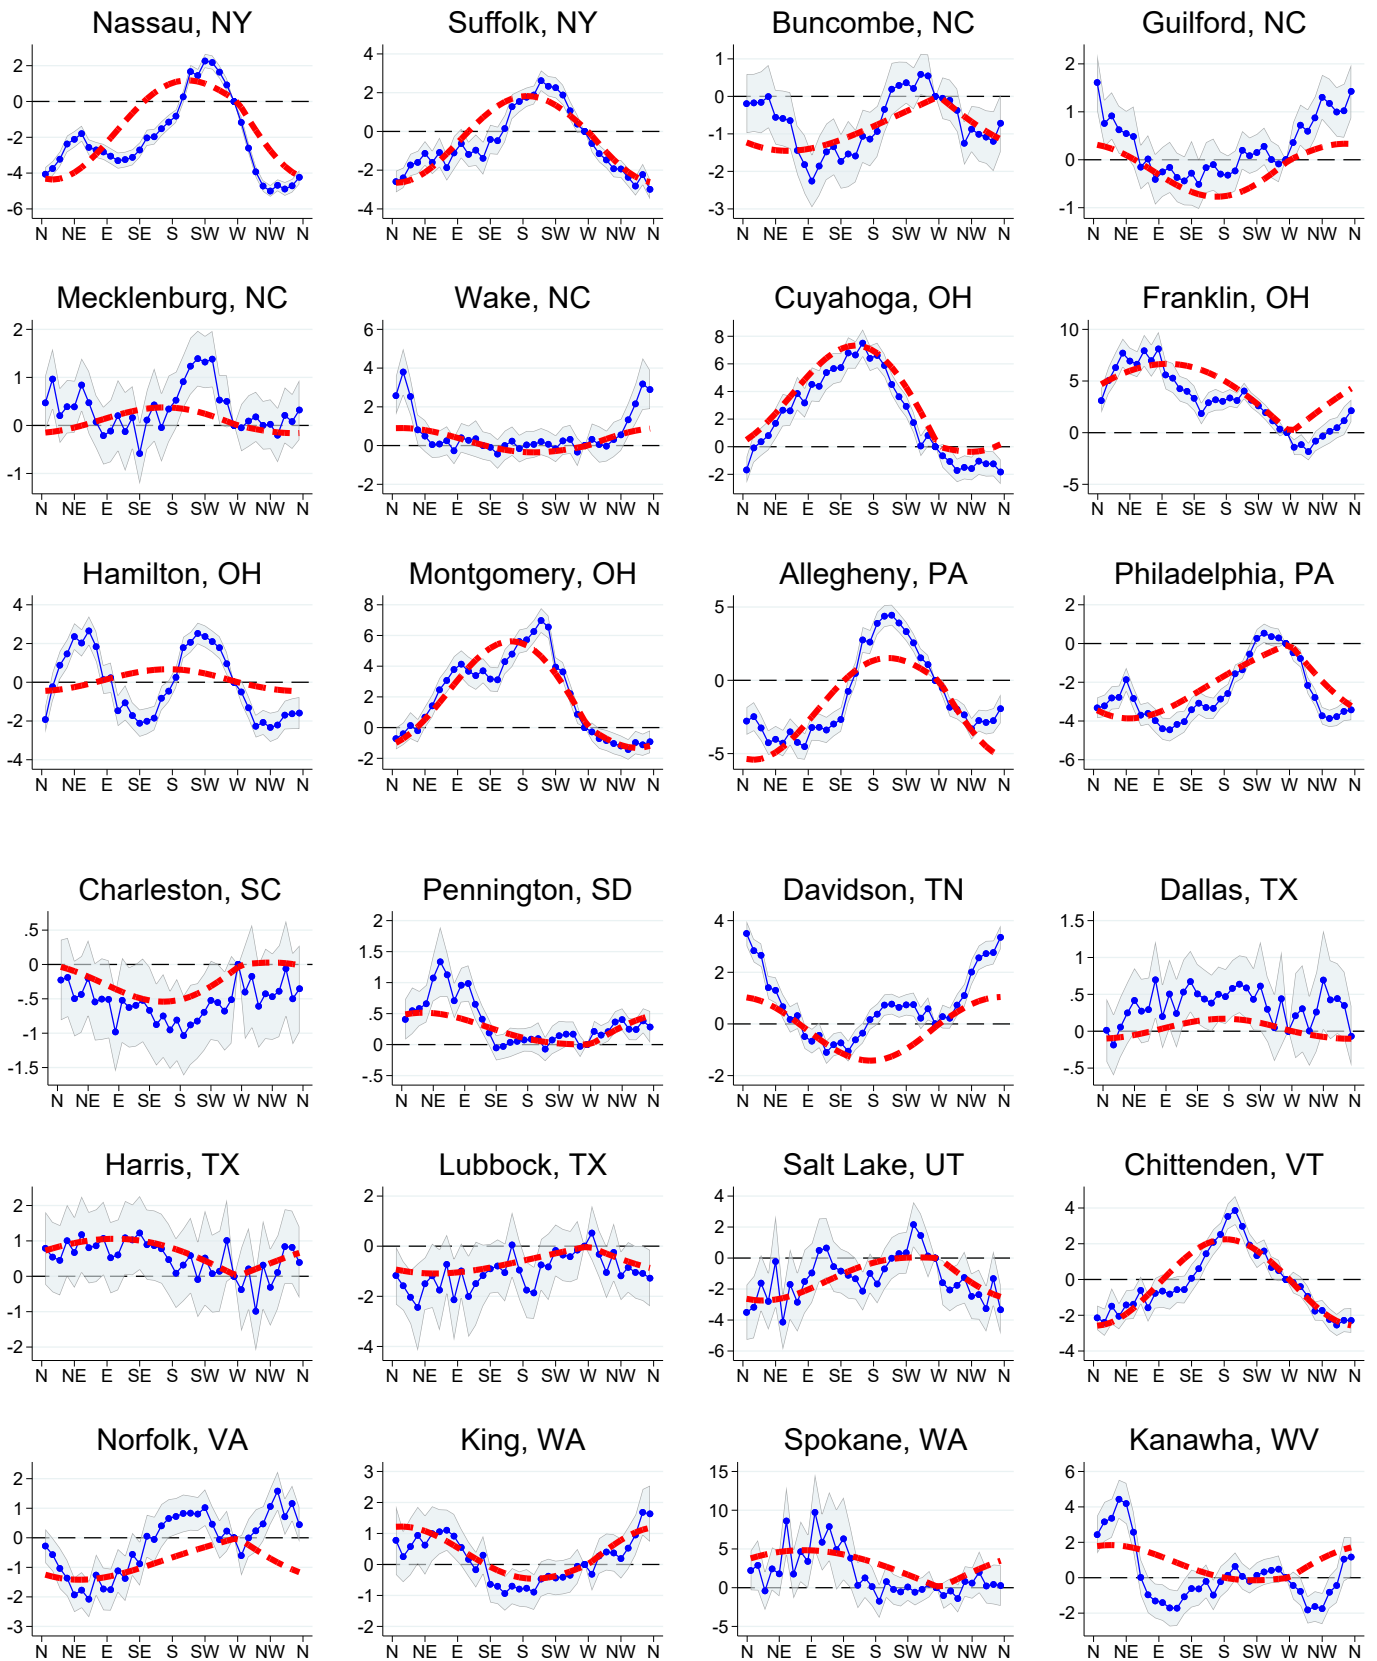 Nassau, NY
2
0
-2
-4
-6
N NE E SE S SW W NW N
Suffolk, NY
4
2
0
-2
-4
N NE E SE S SW W NW N
Buncombe, NC
1
0
-1
-2
-3
N NE E SE S SW W NW N
Guilford, NC
2
1
0
-1
N NE E SE S SW W NW N
Mecklenburg, NC
2
1
0
-1
N NE E SE S SW W NW N
Wake, NC
6
4
2
0
-2
N NE E SE S SW W NW N
Cuyahoga, OH
8
6
4
2
0
-2
N NE E SE S SW W NW N
Franklin, OH
10
5
0
-5
N NE E SE S SW W NW N
Hamilton, OH
4
2
0
-2
-4
N NE E SE S SW W NW N
Montgomery, OH
8
6
4
2
0
-2
N NE E SE S SW W NW N
Allegheny, PA
5
0
-5
N NE E SE S SW W NW N
Philadelphia, PA
2
0
-2
-4
-6
N NE E SE S SW W NW N
Charleston, SC
.5
0
-.5
-1
-1.5
N NE E SE S SW W NW N
Pennington, SD
2
1.5
1
.5
0
-.5
N NE E SE S SW W NW N
Davidson, TN
4
2
0
-2
N NE E SE S SW W NW N
Dallas, TX
1.5
1
.5
0
-.5
N NE E SE S SW W NW N
Harris, TX
2
1
0
-1
-2
N NE E SE S SW W NW N
Lubbock, TX
2
0
-2
-4
N NE E SE S SW W NW N
Salt Lake, UT
4
2
0
-2
-4
-6
N NE E SE S SW W NW N
Chittenden, VT
4
2
0
-2
-4
N NE E SE S SW W NW N
Norfolk, VA
2
1
0
-1
-2
-3
N NE E SE S SW W NW N
King, WA
3
2
1
0
-1
-2
N NE E SE S SW W NW N
Spokane, WA
15
10
5
0
-5
N NE E SE S SW W NW N
Kanawha, WV
6
4
2
0
-2
N NE E SE S SW W NW N